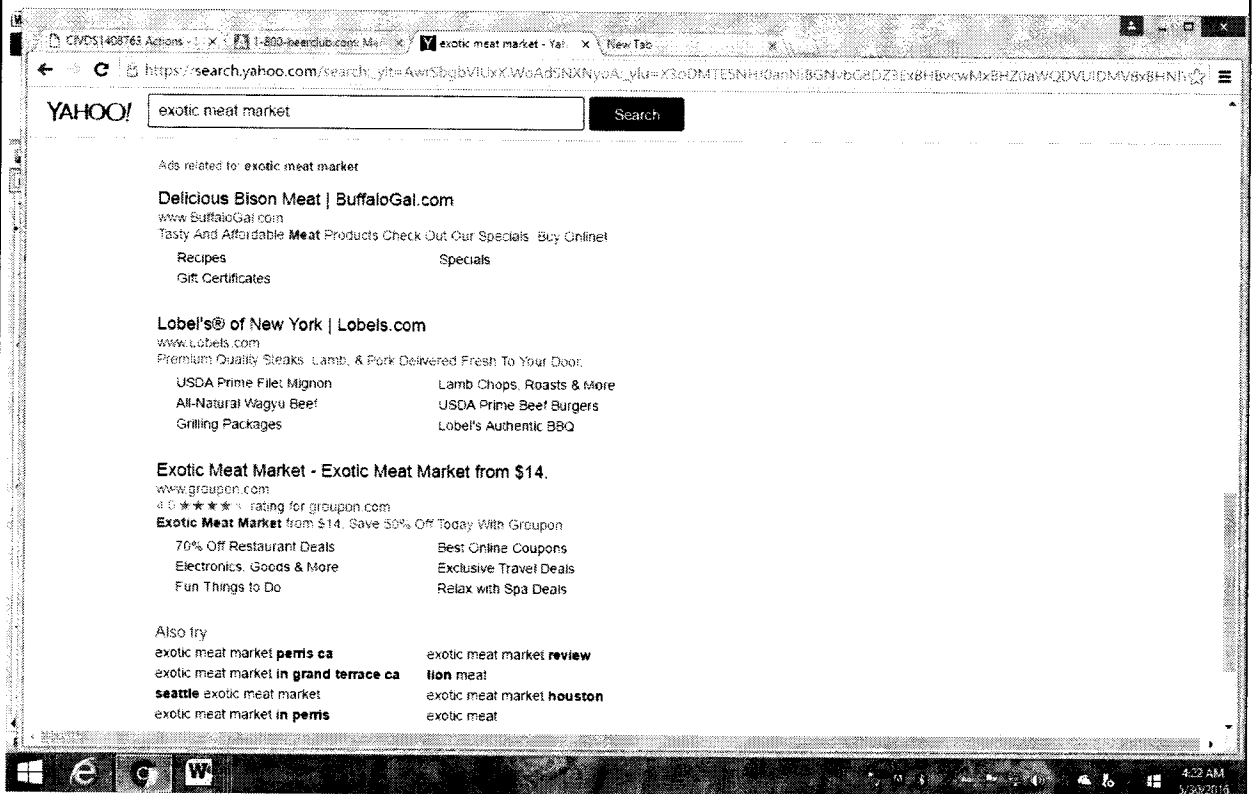 CIVDS1408763 Actions - 1-800-beerclub.com: Ma exotic meat market - Yah New Tab
https://search.yahoo.com/search;
YAHOO! exotic meat market Search
Ads related to: exotic meat market
Delicious Bison Meat | BuffaloGal.com
www.BuffaloGal.com
Tasty And Affordable Meat Products Check Out Our Specials. Buy Online!
Recipes Specials
Gift Certificates
Lobel's® of New York | Lobels.com
www.Lobels.com
Premium Quality Steaks, Lamb, & Pork Delivered Fresh To Your Door.
USDA Prime Filet Mignon Lamb Chops, Roasts & More
All-Natural Wagyu Beef USDA Prime Beef Burgers
Grilling Packages Lobel's Authentic BBQ
Exotic Meat Market - Exotic Meat Market from $14.
www.groupon.com
rating for groupon.com
Exotic Meat Market from $14. Save 50% Off Today With Groupon
70% Off Restaurant Deals Best Online Coupons
Electronics, Goods & More Exclusive Travel Deals
Fun Things to Do Relax with Spa Deals
Also try
exotic meat market perris ca exotic meat market review
exotic meat market in grand terrace ca lion meat
seattle exotic meat market exotic meat market houston
exotic meat market in perris exotic meat
4:22 AM
5/30/2016